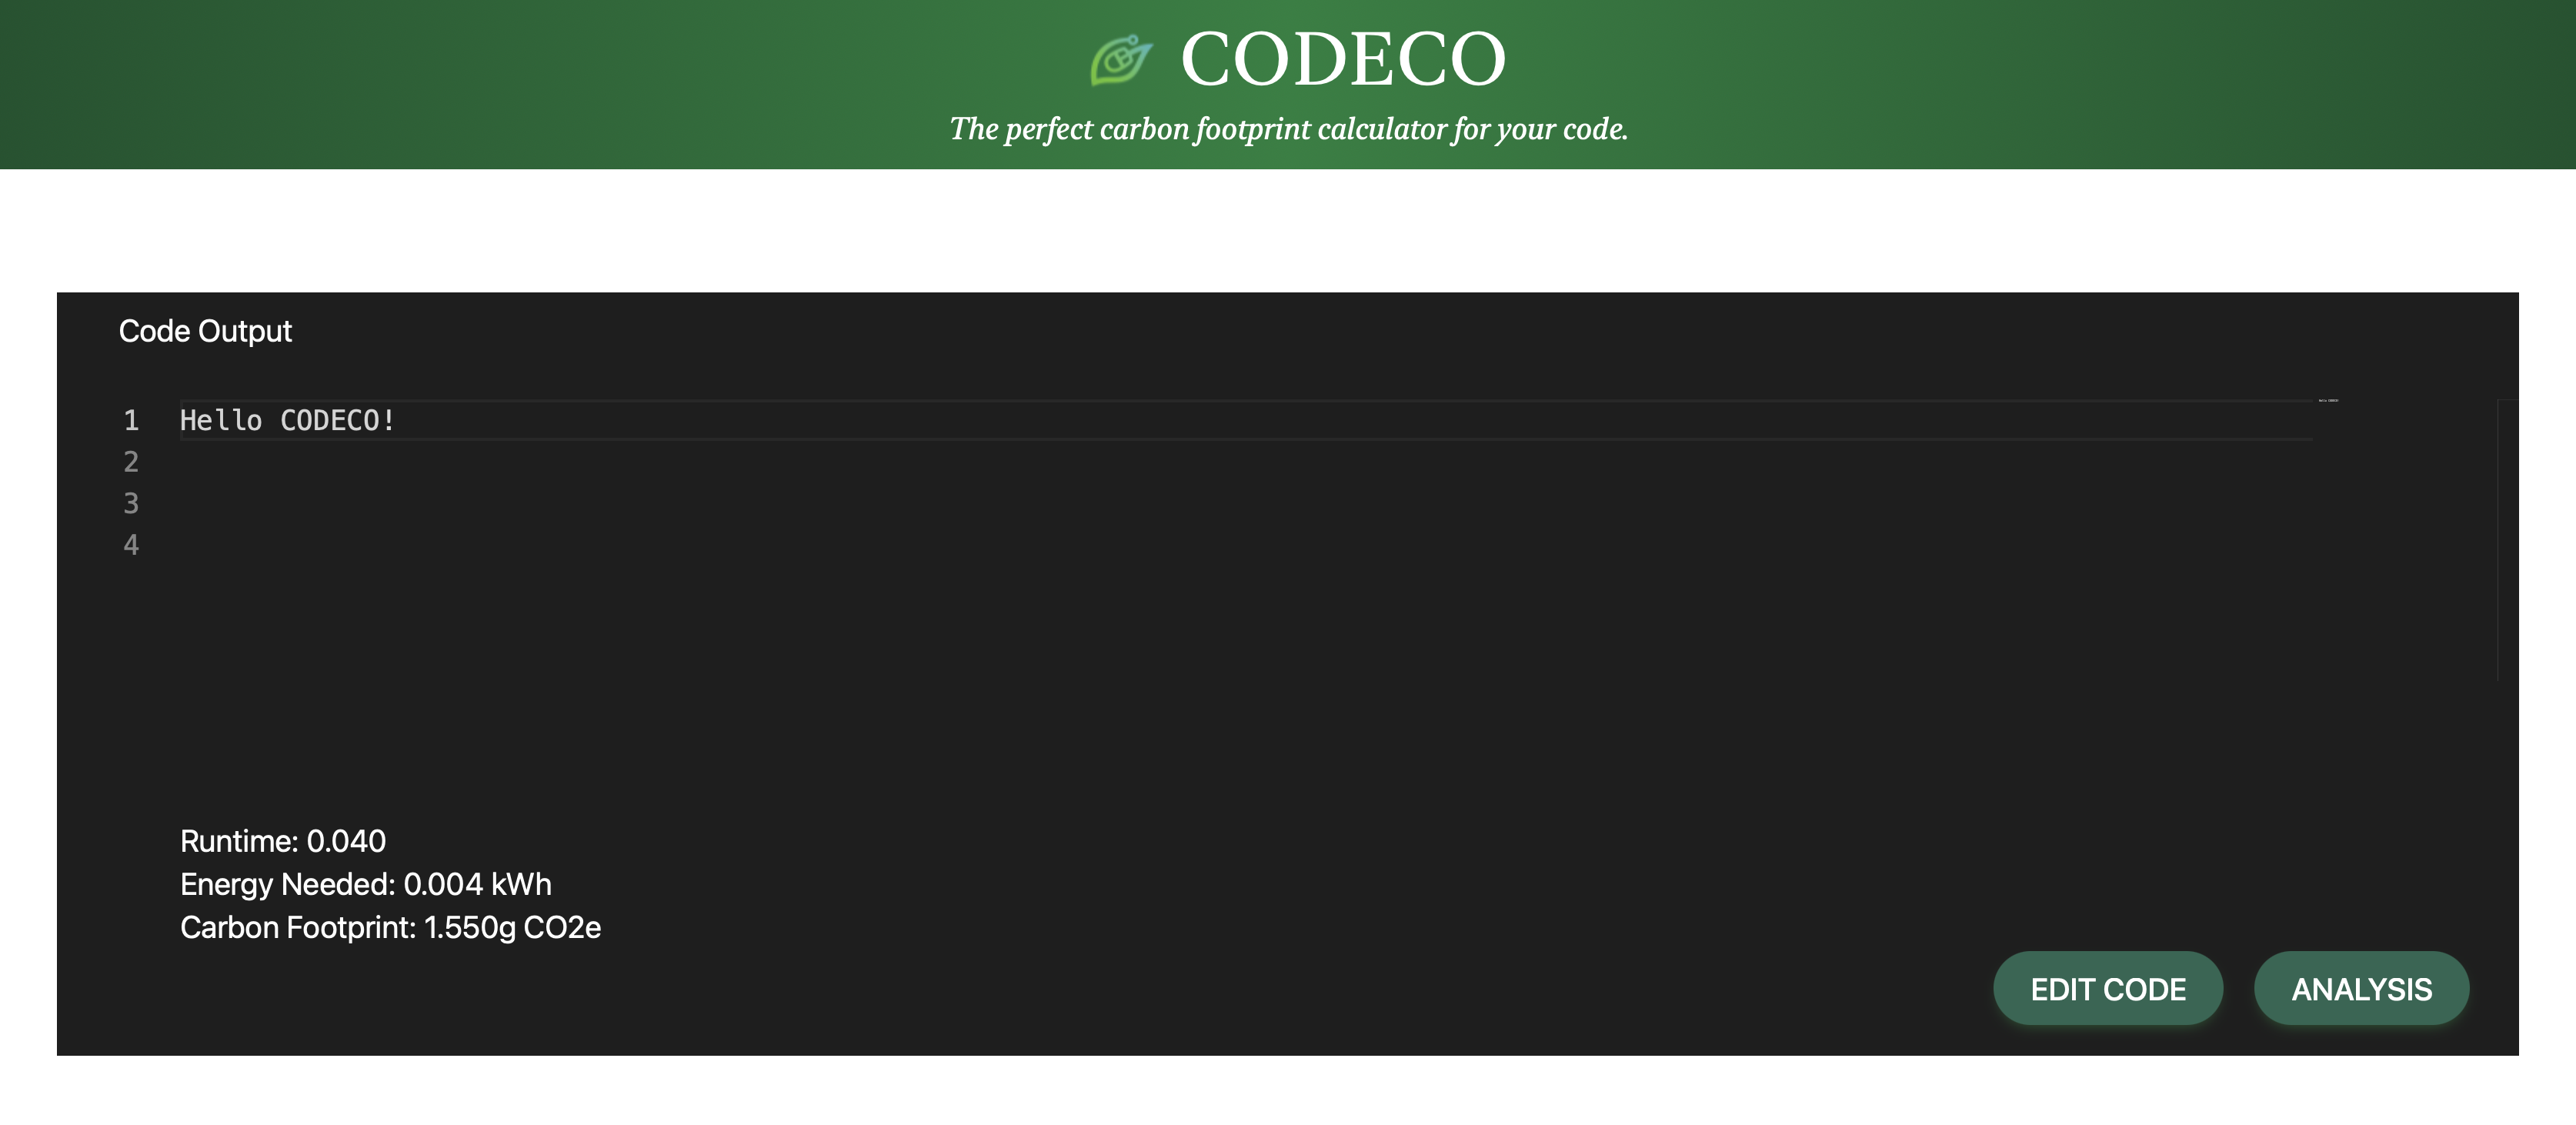 CODECO
The perfect carbon footprint calculator for your code.
Code Output
1 Hello CODECO!
2
3
4
Runtime: 0.040
Energy Needed: 0.004 kWh
Carbon Footprint: 1.550g CO2e
EDIT CODE ANALYSIS